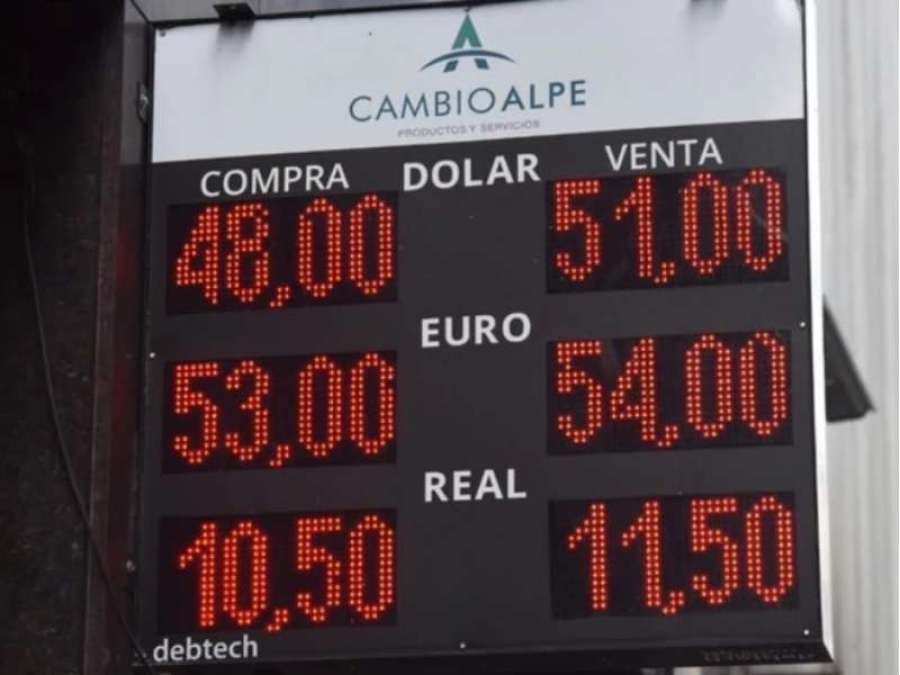 CAMBIOALPE
PRODUCTOS Y SERVICIOS
COMPRA DOLAR VENTA
48,00 51,00
EURO
53,00 54,00
REAL
10,50 11,50
debtech